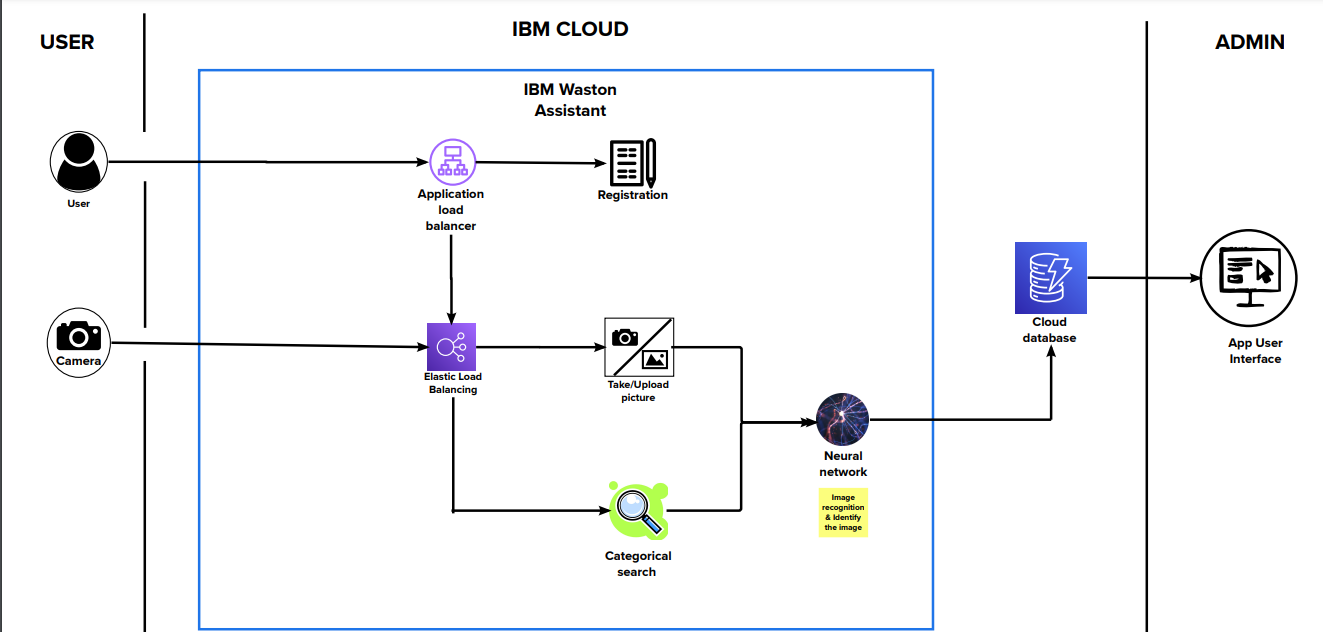 USER
IBM CLOUD
ADMIN
IBM Waston
Assistant
User
Application
load
balancer
Registration
Camera
Elastic Load
Balancing
Take/Upload
picture
Cloud
database
App User
Interface
Neural
network
Image
recognition
& Identify
the image
Categorical
search